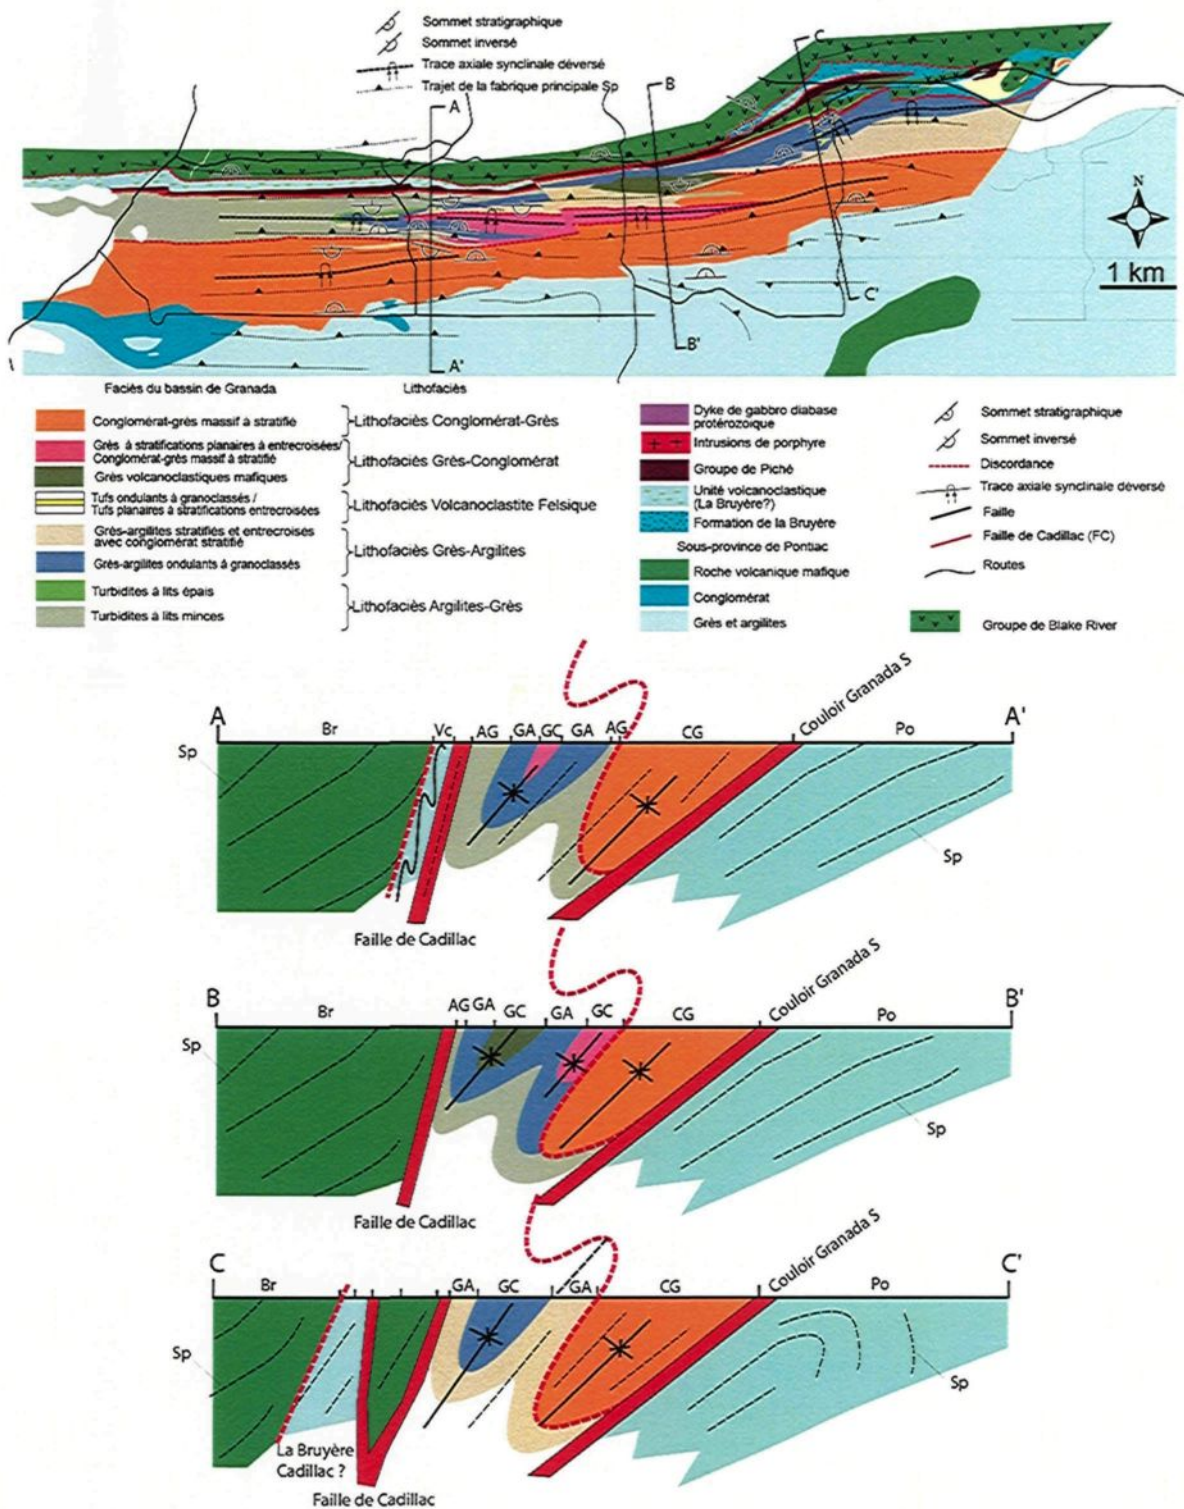 Sommet stratigraphique
Sommet inversé
Trace axiale synclinale déversé
Trajet de la fabrique principale Sp
A
B
C
N
1 km
A'
B'
C'
Faciès du bassin de Granada
Lithofaciès
Conglomérat-grès massif à stratifié
Lithofaciès Conglomérat-Grès
Grès à stratifications planaires à entrecroisées/
Conglomérat-grès massif à stratifié
Grès volcanoclastiques mafiques
Lithofaciès Grès-Conglomérat
Tufs ondulants à granoclassés /
Tufs planaires à stratifications entrecroisées
Lithofaciès Volcanoclastite Felsique
Grès-argilites stratifiés et entrecroises
avec conglomérat stratifié
Grès-argilites ondulants à granoclassés
Lithofaciès Grès-Argilites
Turbidites à lits épais
Turbidites à lits minces
Lithofaciès Argilites-Grès
Dyke de gabbro diabase
protérozoïque
Intrusions de porphyre
Groupe de Piché
Unité volcanoclastique
(La Bruyère?)
Formation de la Bruyère
Sous-province de Pontiac
Roche volcanique mafique
Conglomérat
Grès et argilites
Sommet stratigraphique
Sommet inversé
Discordance
Trace axiale synclinale déversé
Faille
Faille de Cadillac (FC)
Routes
Groupe de Blake River
A
Br
Vc
AG
GA
GC
GA
AG
CG
Couloir Granada S
Po
A'
Sp
Sp
Faille de Cadillac
B
Br
AG
GA
GC
GA
GC
CG
Couloir Granada S
Po
B'
Sp
Sp
Faille de Cadillac
C
Br
GA
GC
GA
CG
Couloir Granada S
Po
C'
Sp
Sp
La Bruyère
Cadillac ?
Faille de Cadillac